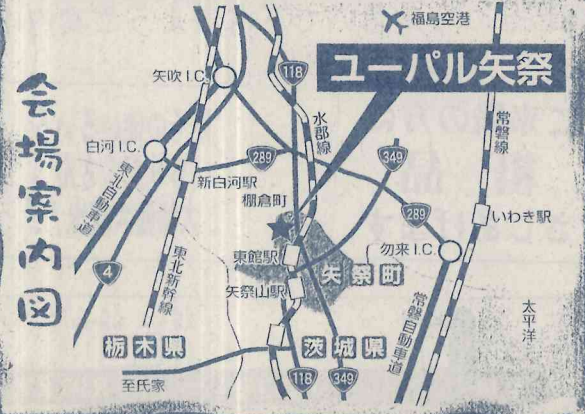 会場案内図
福島空港
ユーパル矢祭
矢吹I.C.
118
水郡線
常磐線
白河I.C.
289
349
新白河駅
棚倉町
東北自動車道
289
いわき駅
東館駅
勿来I.C.
4
東北新幹線
矢祭町
矢祭山駅
常磐自動車道
太平洋
栃木県
茨城県
至氏家
118
349